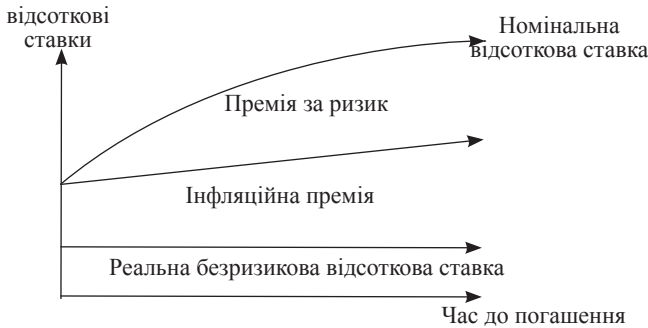 відсоткові
ставки
Номінальна
відсоткова ставка
Премія за ризик
Інфляційна премія
Реальна безризикова відсоткова ставка
Час до погашення